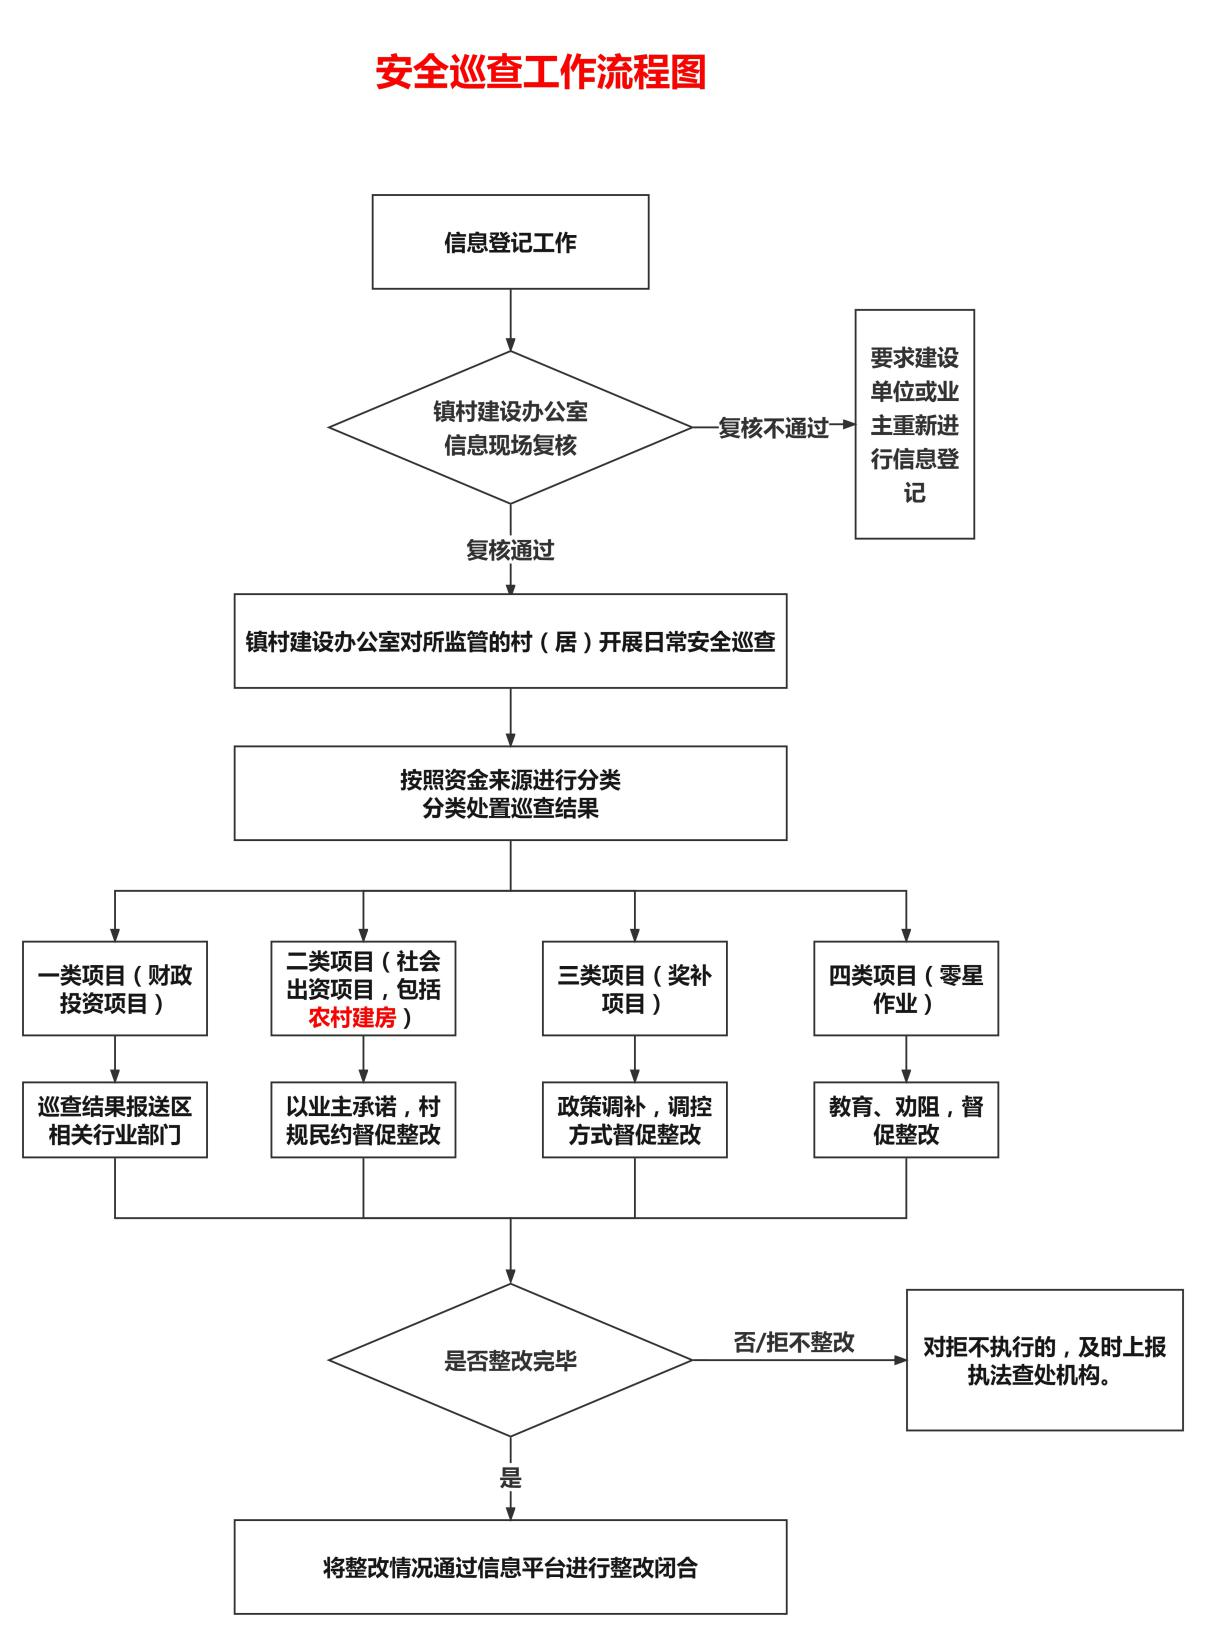 安全巡查工作流程图
信息登记工作
镇村建设办公室
信息现场复核
复核不通过
要求建设
单位或业
主重新进
行信息登
记
复核通过
镇村建设办公室对所监管的村（居）开展日常安全巡查
按照资金来源进行分类
分类处置巡查结果
一类项目（财政
投资项目）
二类项目（社会
出资项目，包括
农村建房）
三类项目（奖补
项目）
四类项目（零星
作业）
巡查结果报送区
相关行业部门
以业主承诺，村
规民约督促整改
政策调补，调控
方式督促整改
教育、劝阻，督
促整改
是否整改完毕
否/拒不整改
对拒不执行的，及时上报
执法查处机构。
是
将整改情况通过信息平台进行整改闭合